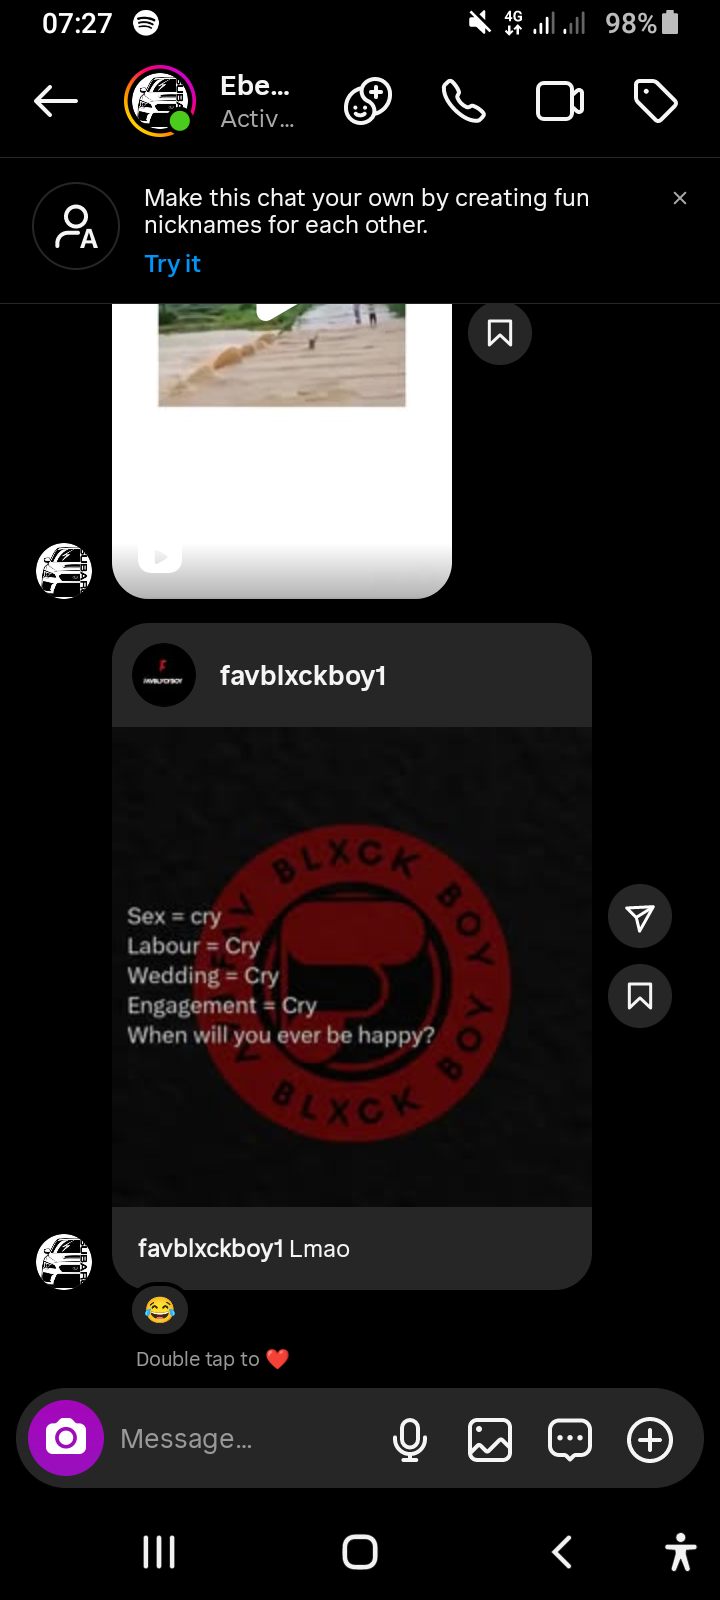 07:27
4G
98%
Ebe...
Activ...
Make this chat your own by creating fun
nicknames for each other.
Try it
A
favblxckboy1
BLXCK BOY
Sex = cry
Labour = Cry
Wedding = Cry
Engagement = Cry
When will you ever be happy?
BLXCK BOY
favblxckboy1 Lmao
😂
Double tap to ❤️
Message...